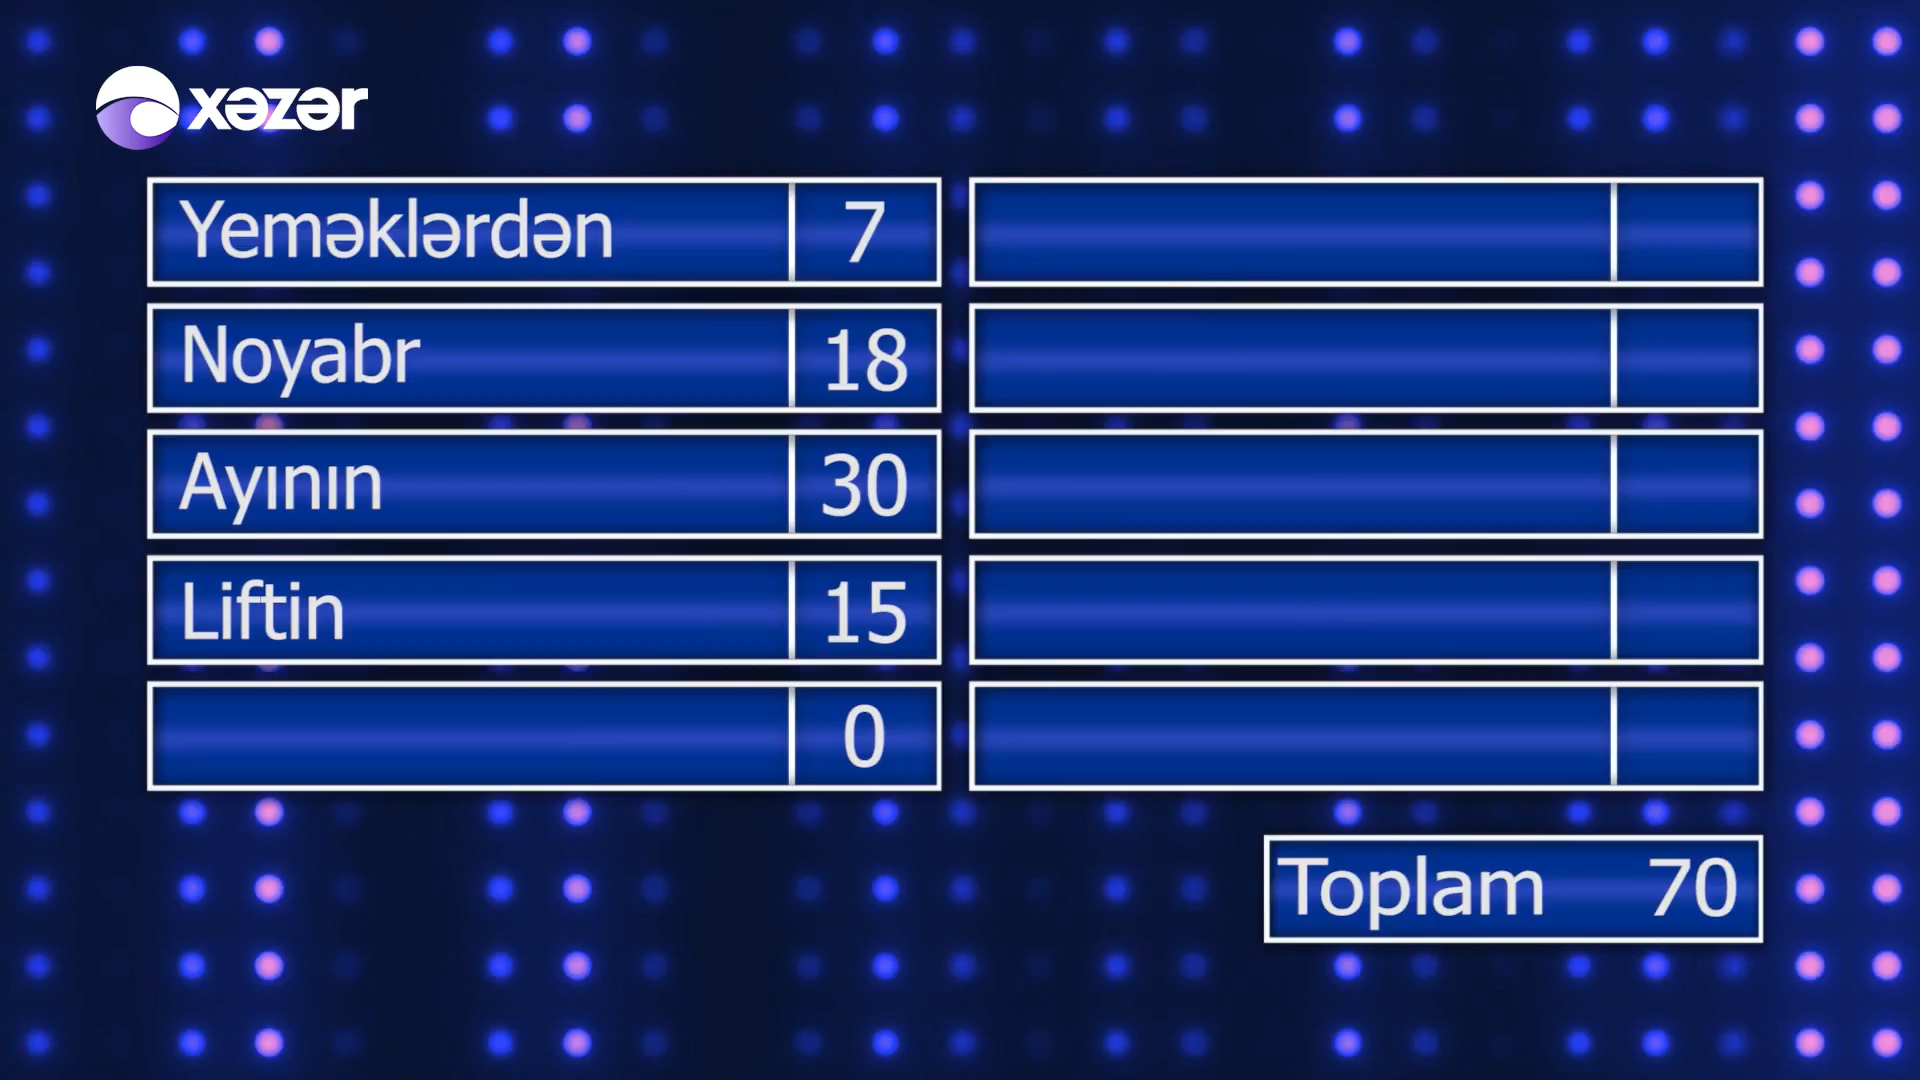 xəzər
Yeməklərdən 7
Noyabr 18
Ayının 30
Liftin 15
0
Toplam 70